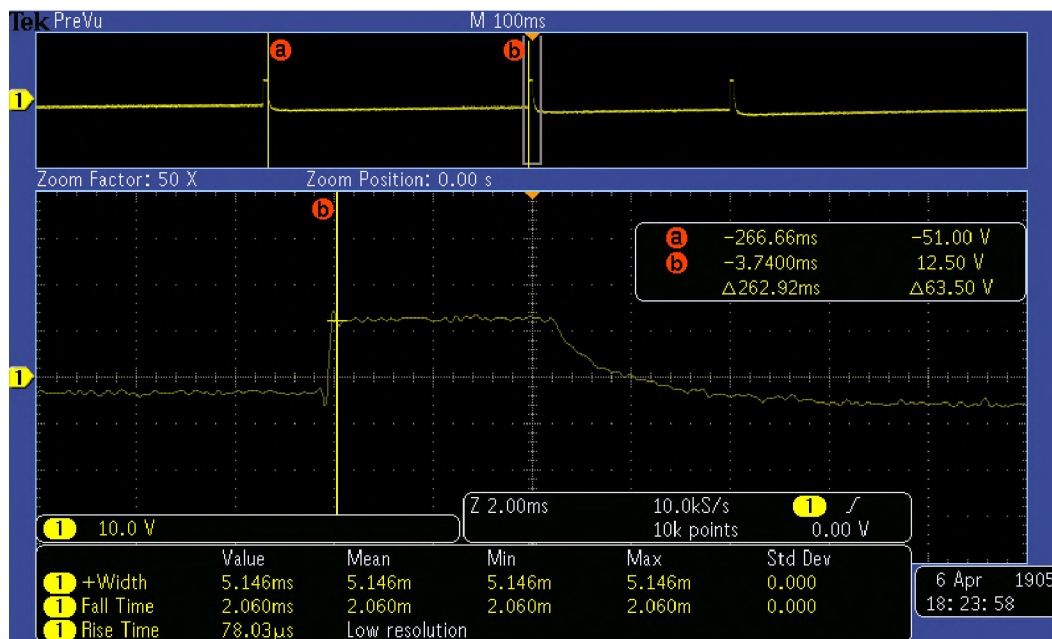 Tek PreVu M 100ms
a b
1
Zoom Factor: 50 X Zoom Position: 0.00 s
b
a -266.66ms -51.00 V
b -3.7400ms 12.50 V
Δ262.92ms Δ63.50 V
1
Z 2.00ms 10.0kS/s 1
10k points 0.00 V
1 10.0 V
Value Mean Min Max Std Dev
1 +Width 5.146ms 5.146m 5.146m 5.146m 0.000
1 Fall Time 2.060ms 2.060m 2.060m 2.060m 0.000
1 Rise Time 78.03µs Low resolution
6 Apr 1905
18:23:58